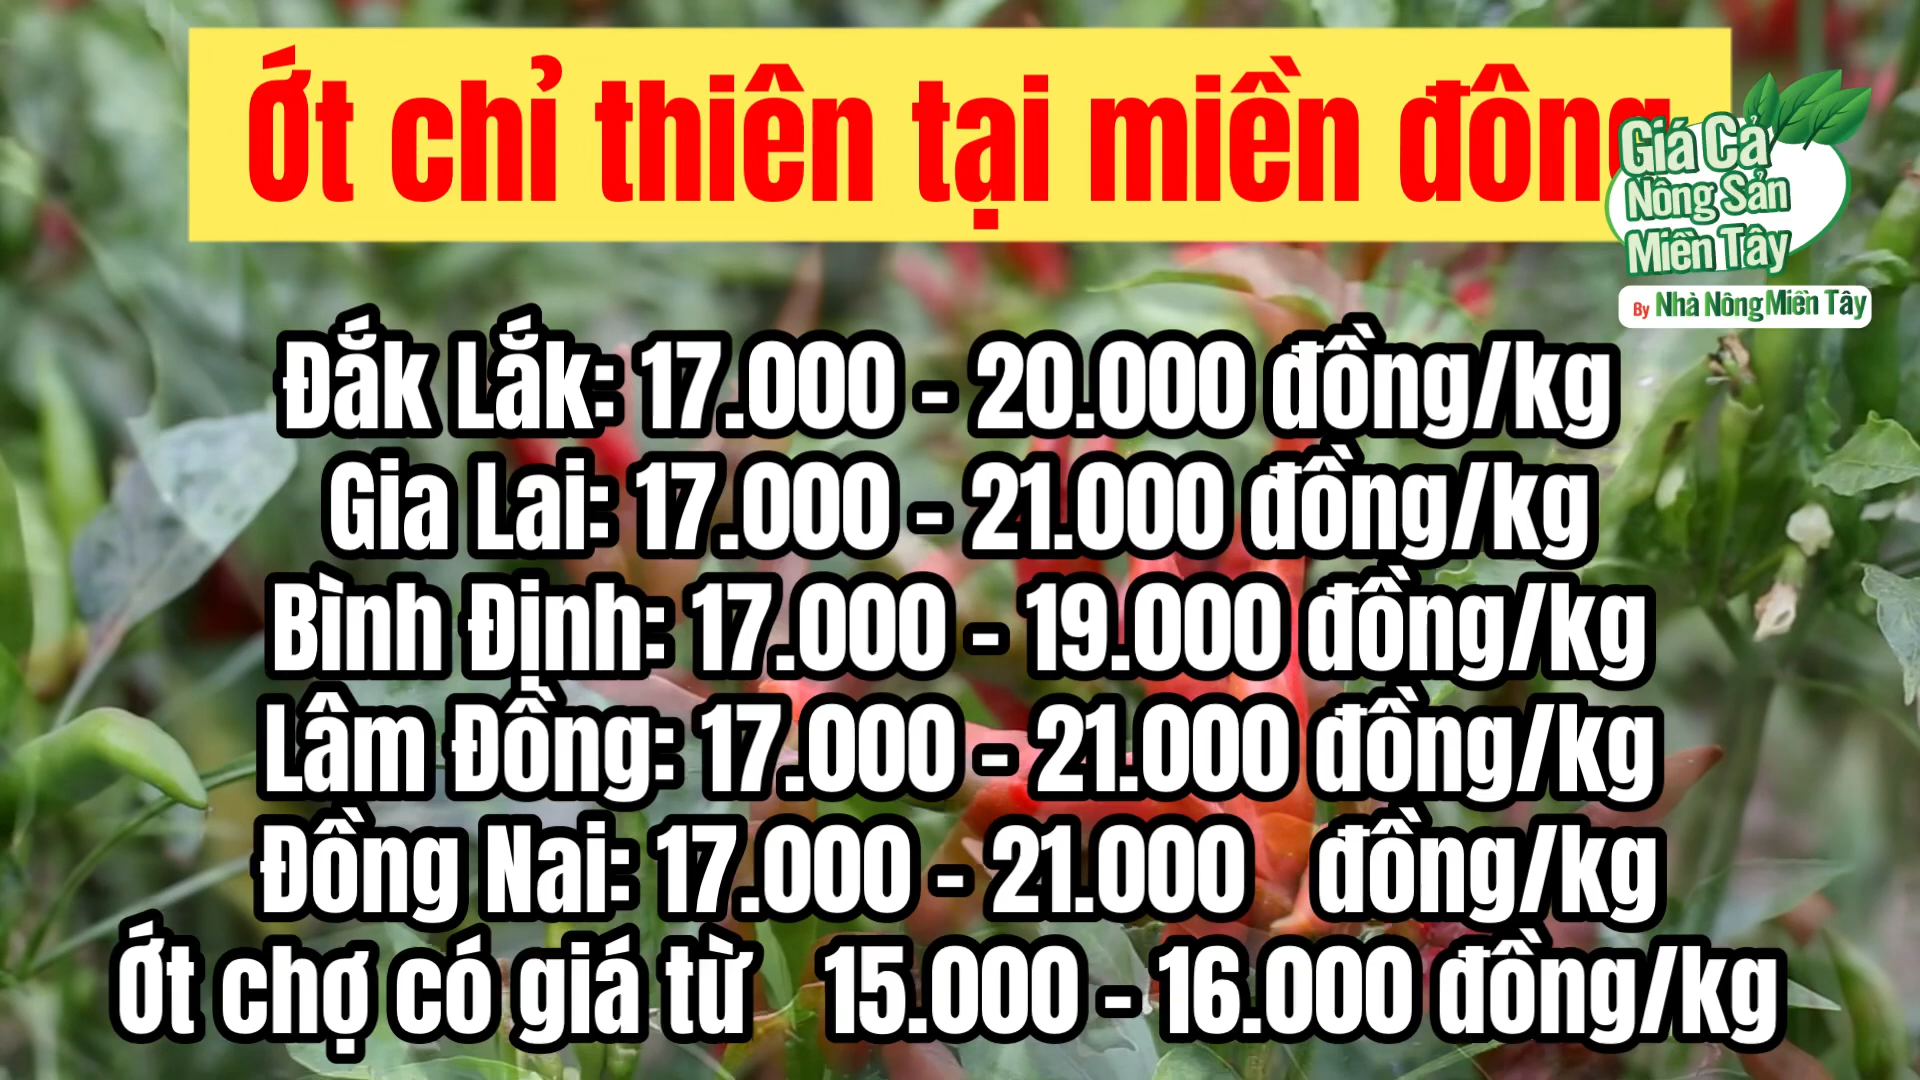 Ớt chỉ thiên tại miền đông
Giá Cả
Nông Sản
Miền Tây
By Nhà Nông Miền Tây
Đắk Lắk: 17.000 - 20.000 đồng/kg
Gia Lai: 17.000 - 21.000 đồng/kg
Bình Định: 17.000 - 19.000 đồng/kg
Lâm Đồng: 17.000 - 21.000 đồng/kg
Đồng Nai: 17.000 - 21.000 đồng/kg
Ớt chợ có giá từ 15.000 - 16.000 đồng/kg